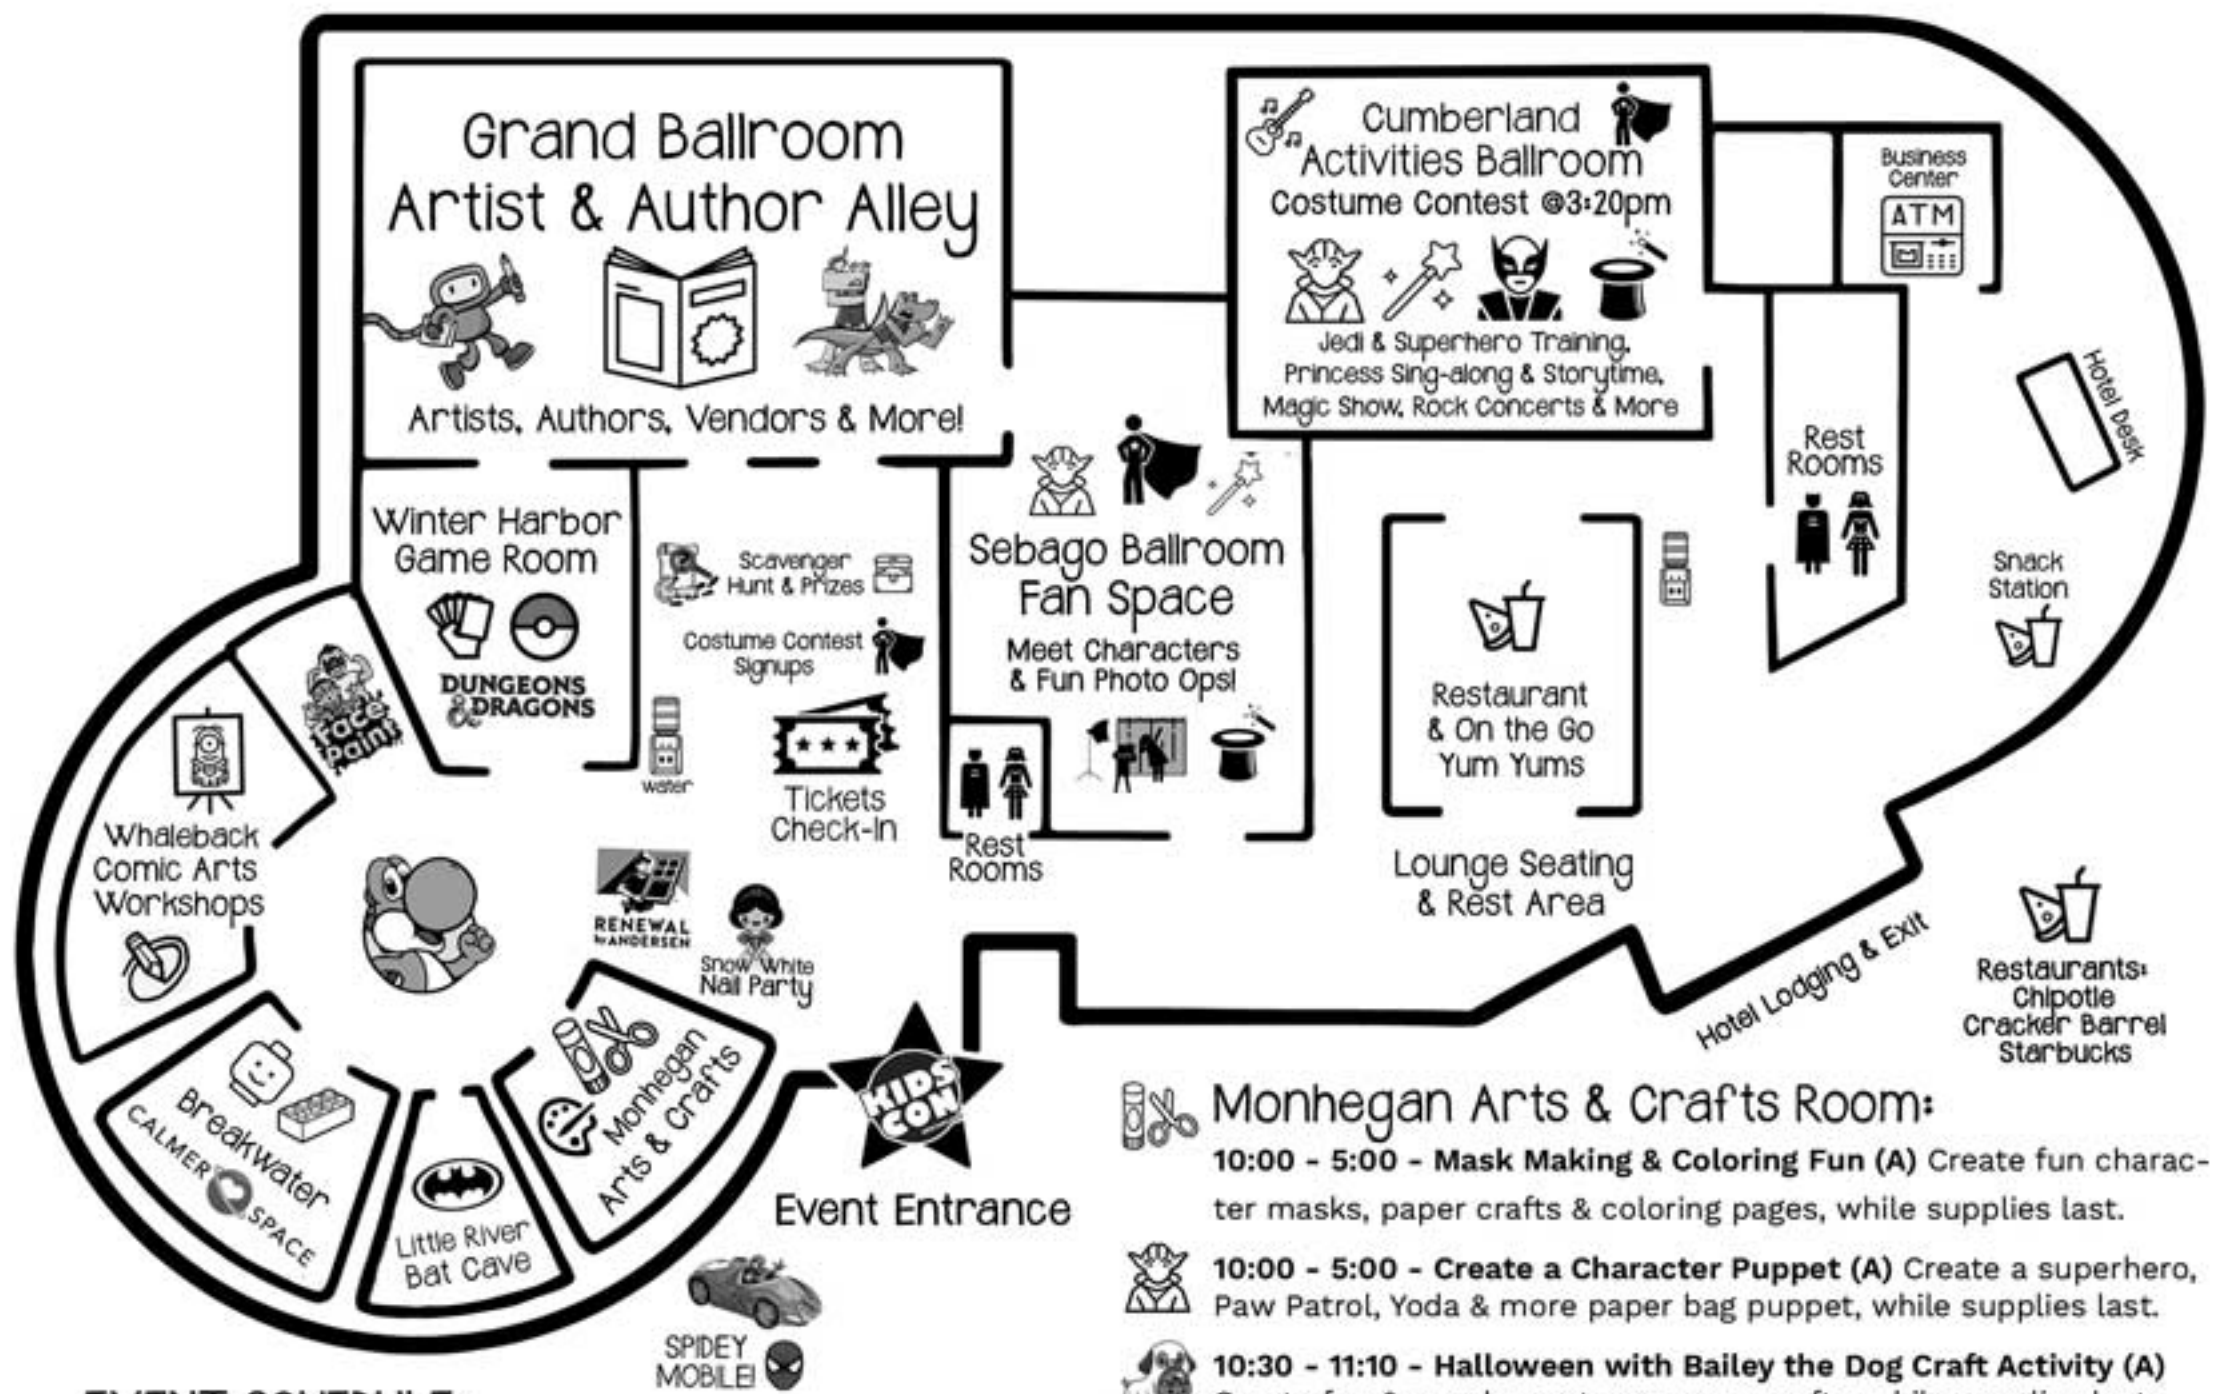 Grand Ballroom
Artist & Author Alley
Artists, Authors, Vendors & More!
Cumberland
Activities Ballroom
Costume Contest @3:20pm
Jedi & Superhero Training,
Princess Sing-along & Storytime,
Magic Show, Rock Concerts & More
Business
Center
ATM
Hotel Desk
Rest
Rooms
Snack
Station
Winter Harbor
Game Room
DUNGEONS
& DRAGONS
Scavenger
Hunt & Prizes
Costume Contest
Signups
water
Tickets
Check-In
Sebago Ballroom
Fan Space
Meet Characters
& Fun Photo Ops!
Rest
Rooms
Restaurant
& On the Go
Yum Yums
Lounge Seating
& Rest Area
Face
Paint
Whaleback
Comic Arts
Workshops
RENEWAL
by ANDERSEN
Snow White
Nail Party
Breakwater
CALMER SPACE
Little River
Bat Cave
Monhegan
Arts & Crafts
KIDS
CON
Event Entrance
SPIDEY
MOBILE!
Hotel Lodging & Exit
Restaurants:
Chipotle
Cracker Barrel
Starbucks
Monhegan Arts & Crafts Room:
10:00 - 5:00 - Mask Making & Coloring Fun (A) Create fun charac-
ter masks, paper crafts & coloring pages, while supplies last.
10:00 - 5:00 - Create a Character Puppet (A) Create a superhero,
Paw Patrol, Yoda & more paper bag puppet, while supplies last.
10:30 - 11:10 - Halloween with Bailey the Dog Craft Activity (A)